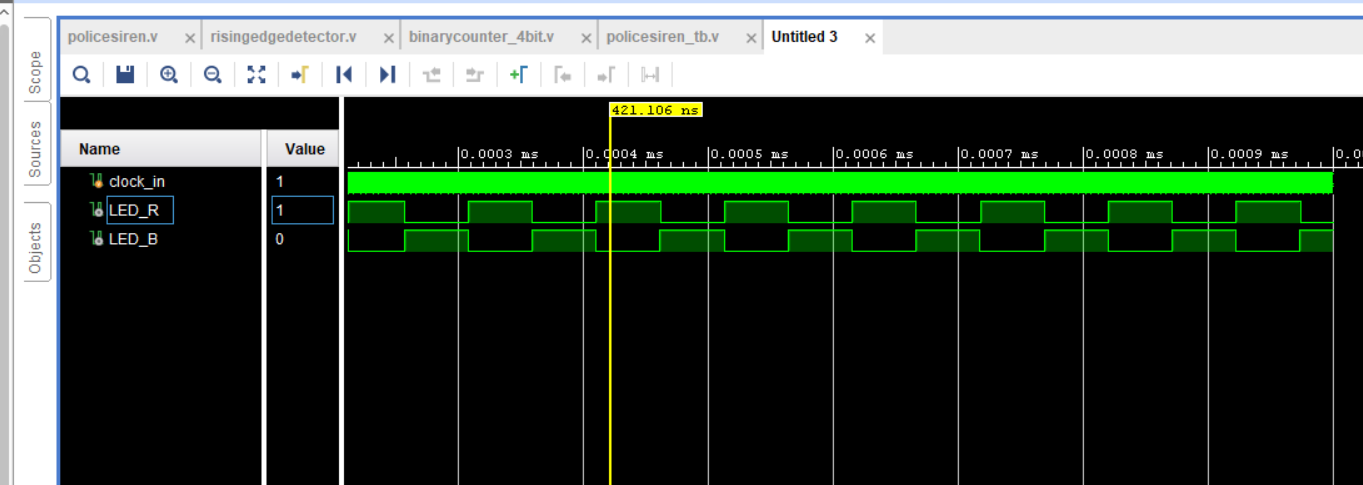 policesiren.v × risingedgedetector.v × binarycounter_4bit.v × policesiren_tb.v × Untitled 3 ×
Scope
Sources
Objects
421.106 ns
Name Value
0.0003 ms 0.0004 ms 0.0005 ms 0.0006 ms 0.0007 ms 0.0008 ms 0.0009 ms 0.0
clock_in 1
LED_R 1
LED_B 0